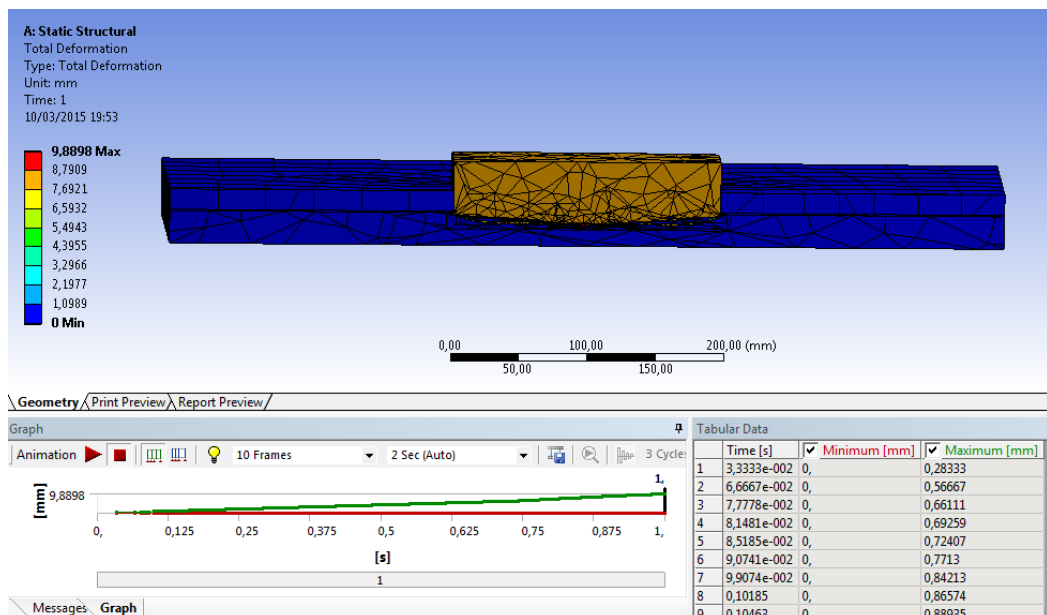 A: Static Structural
Total Deformation
Type: Total Deformation
Unit: mm
Time: 1
10/03/2015 19:53
9,8898 Max
8,7909
7,6921
6,5932
5,4943
4,3955
3,2966
2,1977
1,0989
0 Min
0,00 100,00 200,00 (mm)
50,00 150,00
Geometry Print Preview Report Preview
Graph
Animation 10 Frames 2 Sec (Auto) 3 Cycle
1,
[mm] 9,8898
0, 0,125 0,25 0,375 0,5 0,625 0,75 0,875 1,
[s]
1
Messages Graph
Tabular Data
Time [s] Minimum [mm] Maximum [mm]
1 3,3333e-002 0, 0,28333
2 6,6667e-002 0, 0,56667
3 7,7778e-002 0, 0,66111
4 8,1481e-002 0, 0,69259
5 8,5185e-002 0, 0,72407
6 9,0741e-002 0, 0,7713
7 9,9074e-002 0, 0,84213
8 0,10185 0, 0,86574
9 0,10463 0, 0,88935